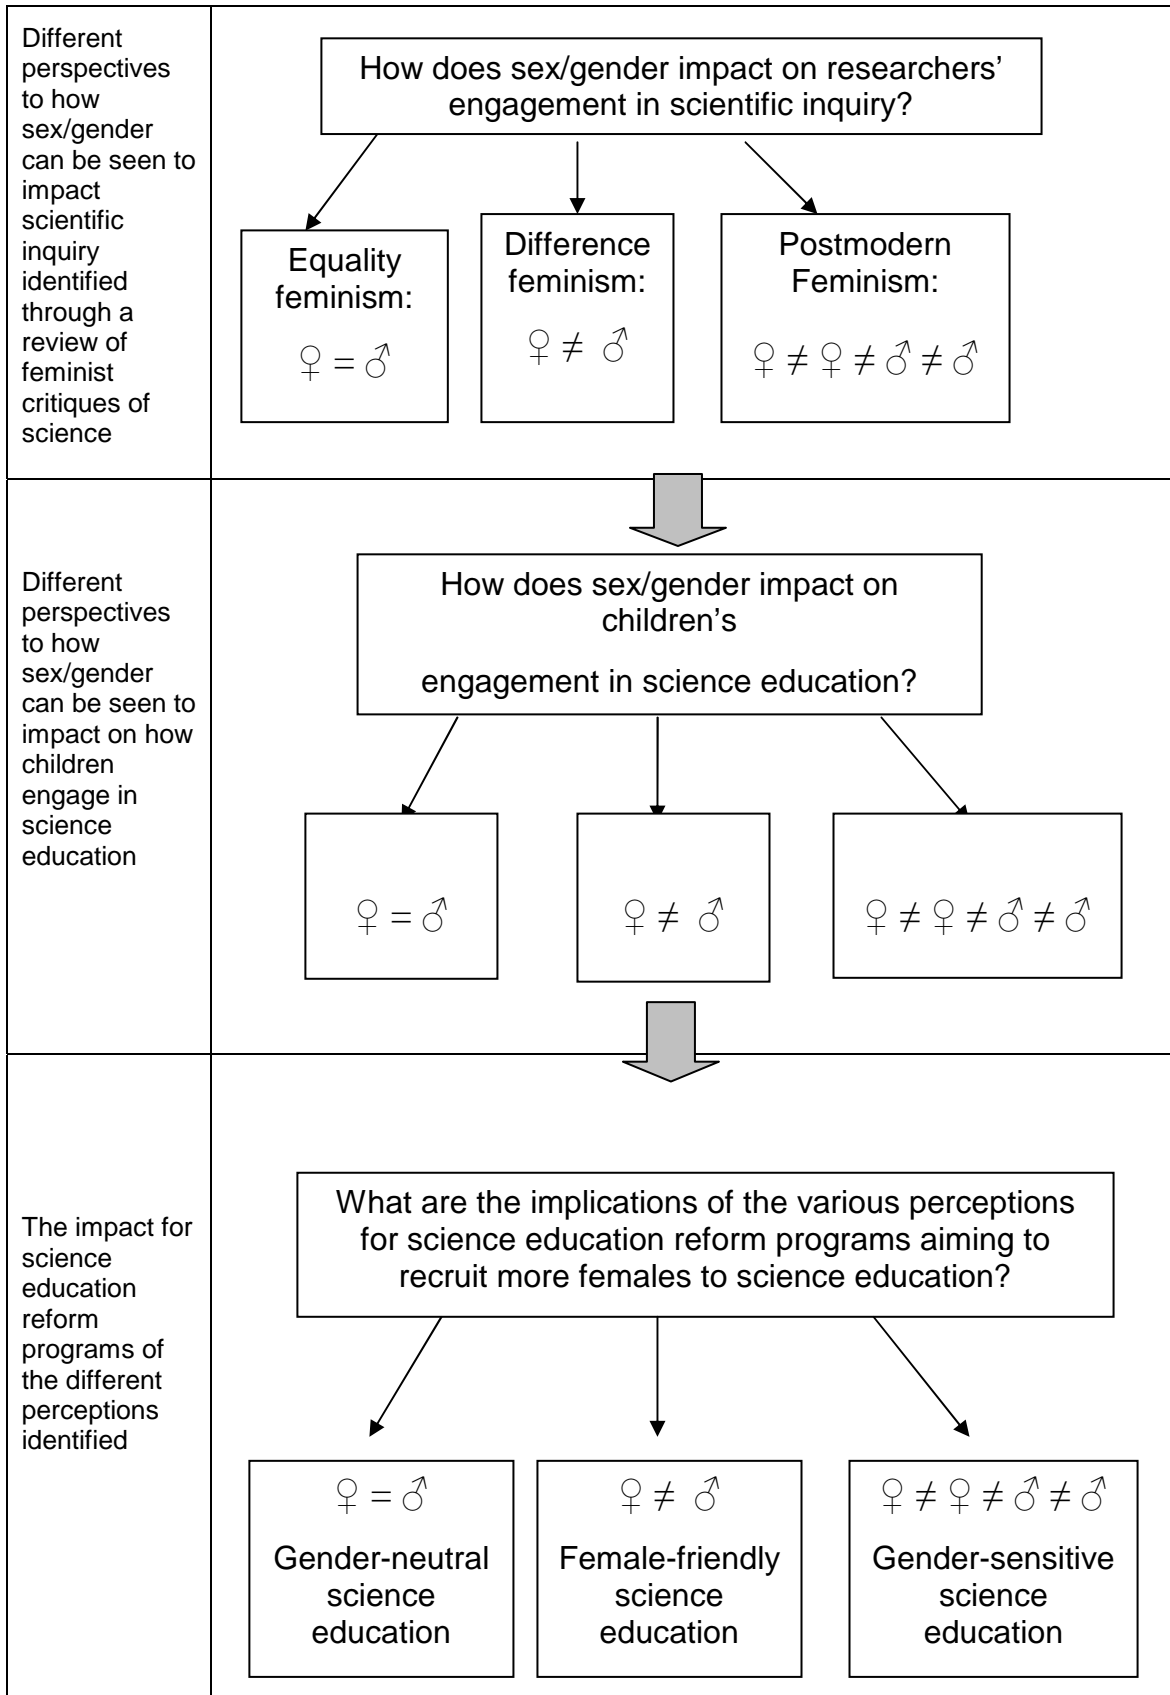 Different
perspectives
to how
sex/gender
can be seen to
impact
scientific
inquiry
identified
through a
review of
feminist
critiques of
science
How does sex/gender impact on researchers’
engagement in scientific inquiry?
Equality
feminism:
♀ = ♂
Difference
feminism:
♀ ≠ ♂
Postmodern
Feminism:
♀ ≠ ♀ ≠ ♂ ≠ ♂
Different
perspectives
to how
sex/gender
can be seen to
impact on how
children
engage in
science
education
How does sex/gender impact on
children’s
engagement in science education?
♀ = ♂
♀ ≠ ♂
♀ ≠ ♀ ≠ ♂ ≠ ♂
The impact for
science
education
reform
programs of
the different
perceptions
identified
What are the implications of the various perceptions
for science education reform programs aiming to
recruit more females to science education?
♀ = ♂
Gender-neutral
science
education
♀ ≠ ♂
Female-friendly
science
education
♀ ≠ ♀ ≠ ♂ ≠ ♂
Gender-sensitive
science
education